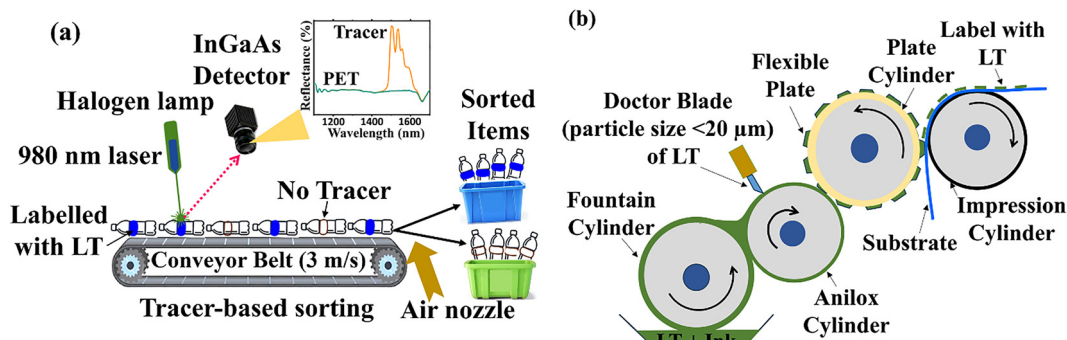 (a)
InGaAs
Detector
Halogen lamp
980 nm laser
Reflectance (%)
Tracer
PET
1200 1300 1400 1500 1600
Wavelength (nm)
Sorted
Items
No Tracer
Labelled
with LT
Conveyor Belt (3 m/s)
Tracer-based sorting
Air nozzle
(b)
Label with
LT
Plate
Cylinder
Flexible
Plate
Doctor Blade
(particle size <20 µm)
of LT
Fountain
Cylinder
Impression
Cylinder
Substrate
Anilox
Cylinder
LT + Ink